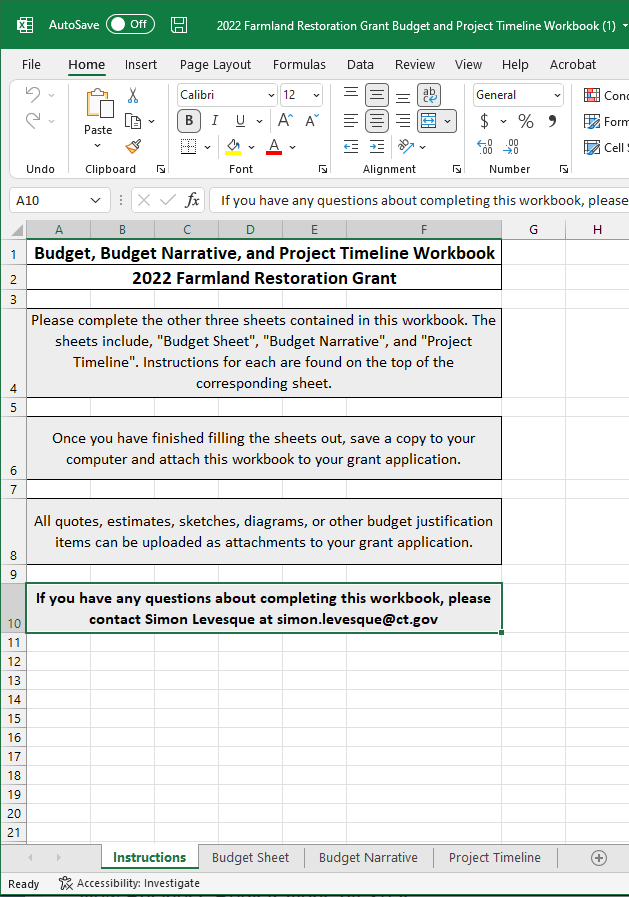 AutoSave Off 2022 Farmland Restoration Grant Budget and Project Timeline Workbook (1)
File Home Insert Page Layout Formulas Data Review View Help Acrobat
Calibri 12 General
Paste
B I U A A $ % 9
ab
Undo Clipboard Font Alignment Number
A10 fx If you have any questions about completing this workbook, please
A B C D E F G H
1 Budget, Budget Narrative, and Project Timeline Workbook
2 2022 Farmland Restoration Grant
3
Please complete the other three sheets contained in this workbook. The
sheets include, "Budget Sheet", "Budget Narrative", and "Project
Timeline". Instructions for each are found on the top of the
4 corresponding sheet.
5
Once you have finished filling the sheets out, save a copy to your
6 computer and attach this workbook to your grant application.
7
All quotes, estimates, sketches, diagrams, or other budget justification
8 items can be uploaded as attachments to your grant application.
9
If you have any questions about completing this workbook, please
10 contact Simon Levesque at simon.levesque@ct.gov
11
12
13
14
15
16
17
18
19
20
21
Instructions Budget Sheet Budget Narrative Project Timeline
Ready Accessibility: Investigate